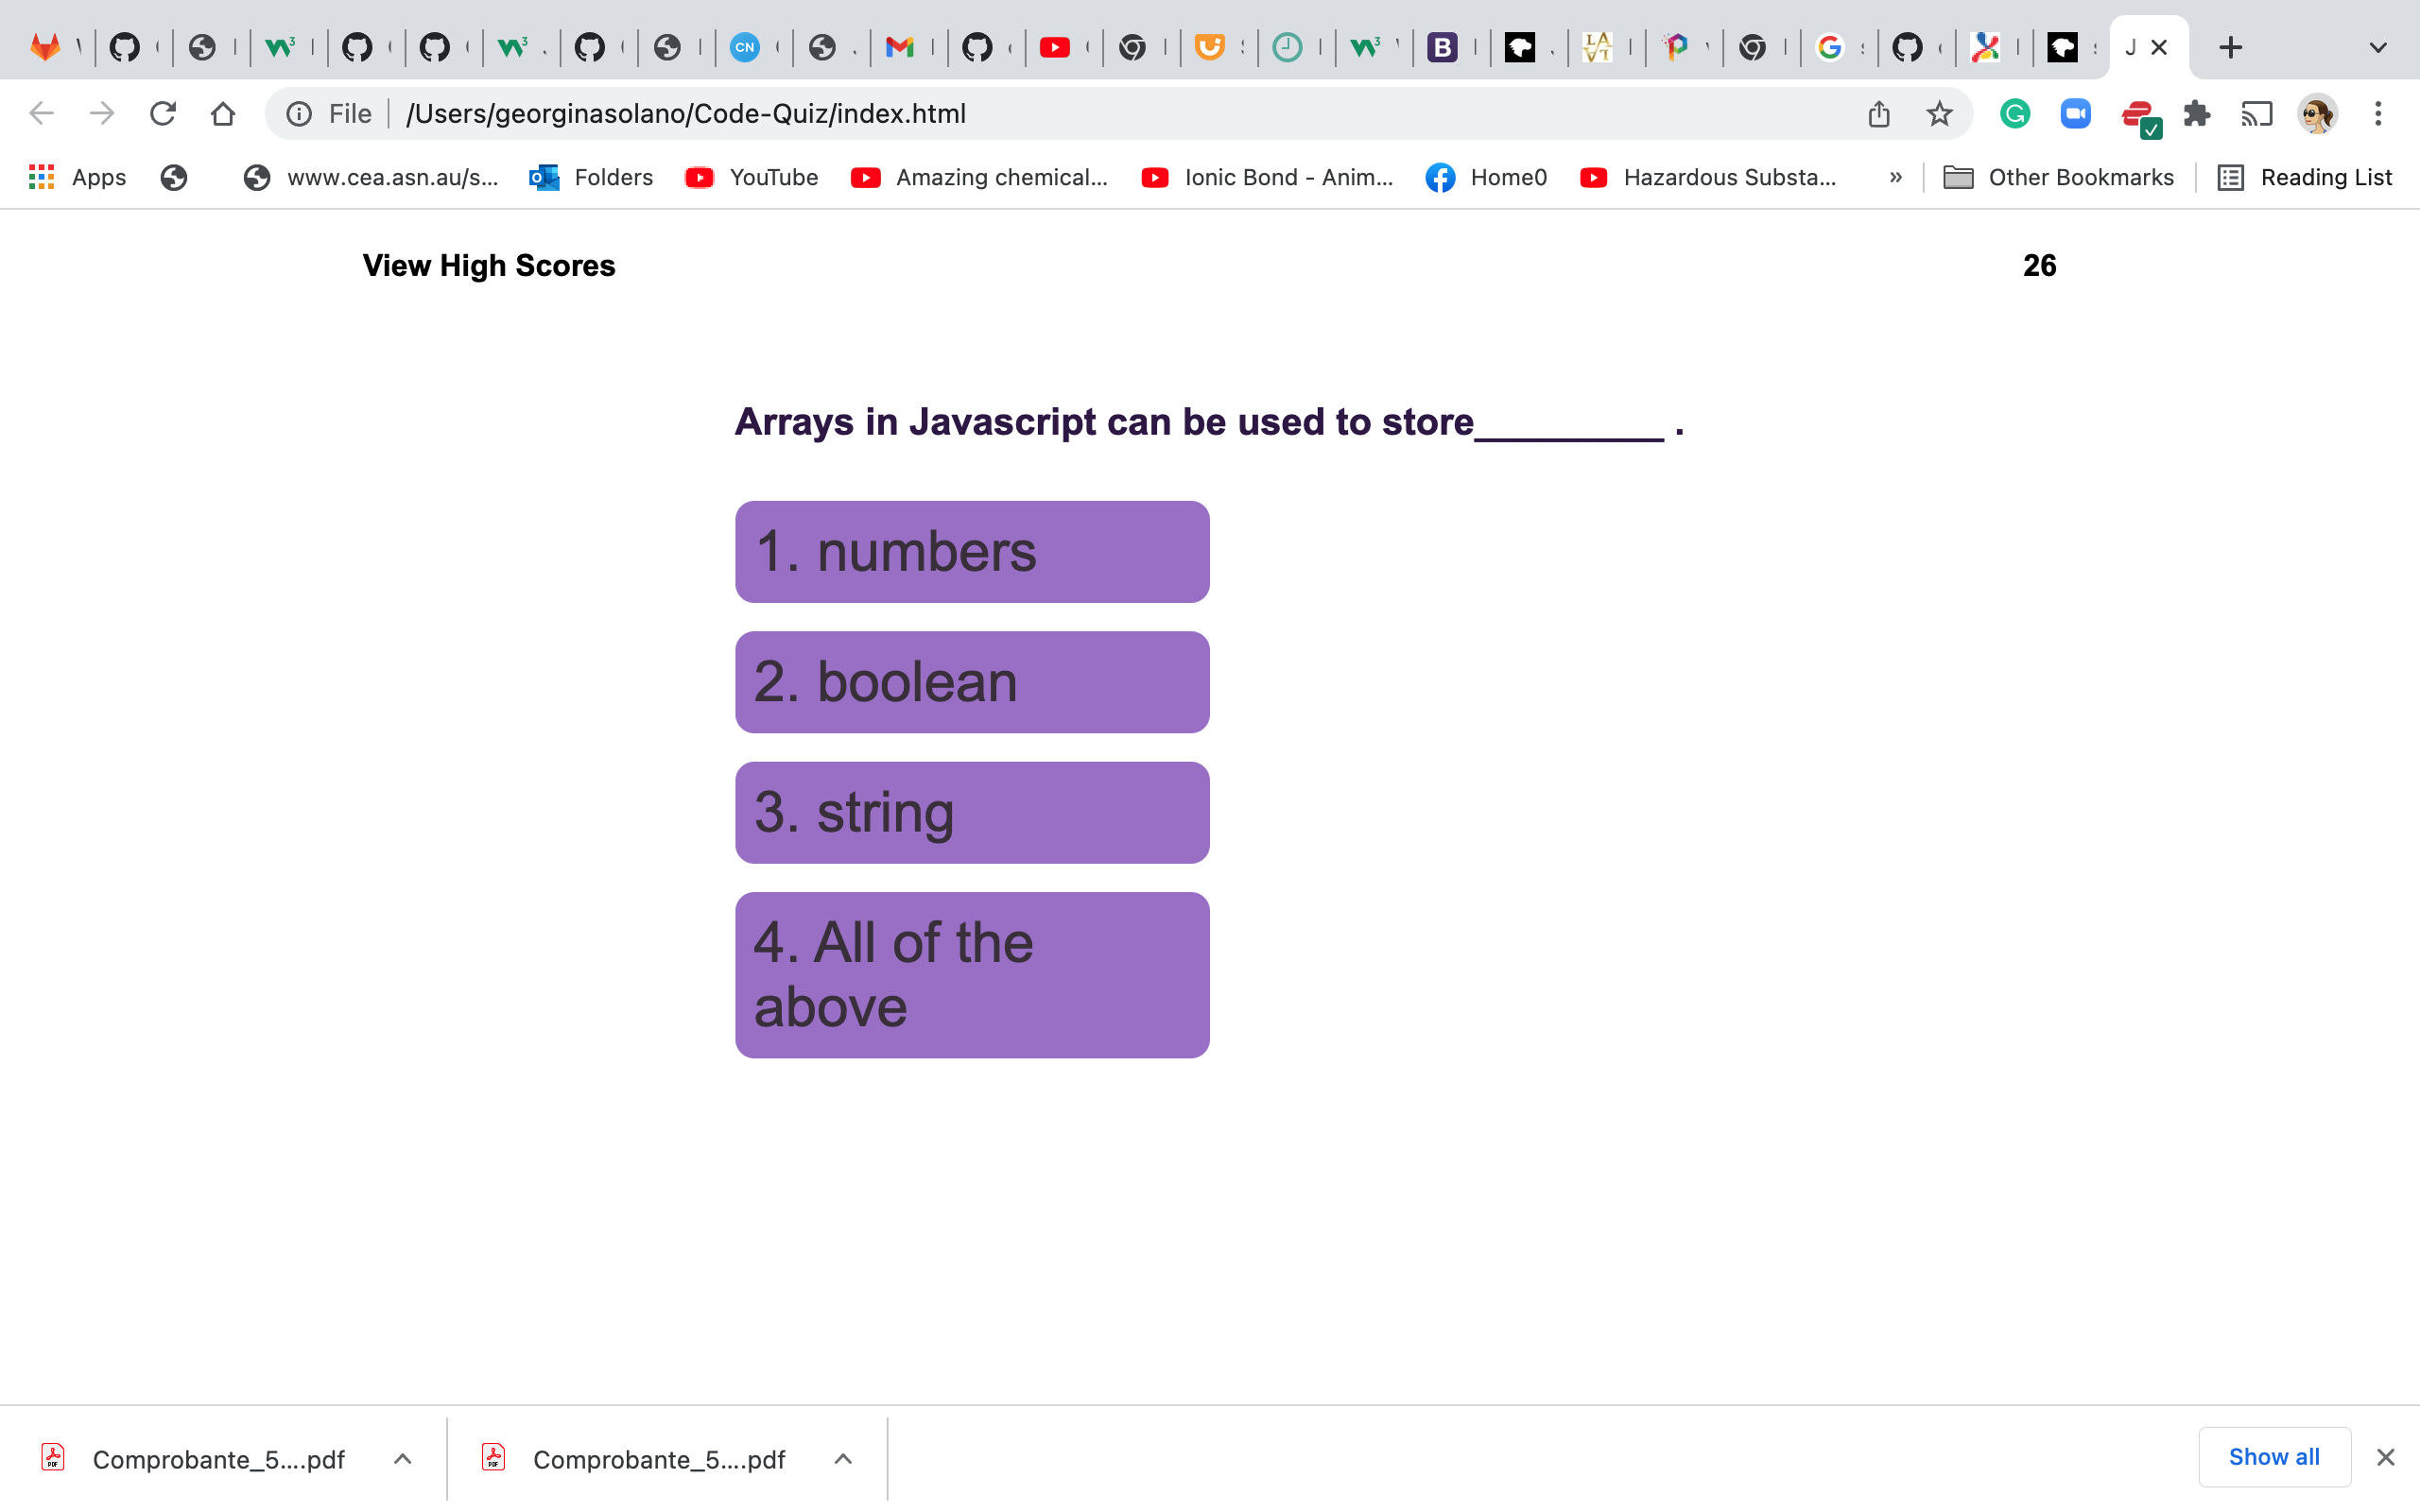 J
File
/Users/georginasolano/Code-Quiz/index.html
Apps
www.cea.asn.au/s...
Folders
YouTube
Amazing chemical...
Ionic Bond - Anim...
Home0
Hazardous Substa...
»
Other Bookmarks
Reading List
View High Scores
26
Arrays in Javascript can be used to store__________ .
1. numbers
2. boolean
3. string
4. All of the
above
Comprobante_5....pdf
Comprobante_5....pdf
Show all